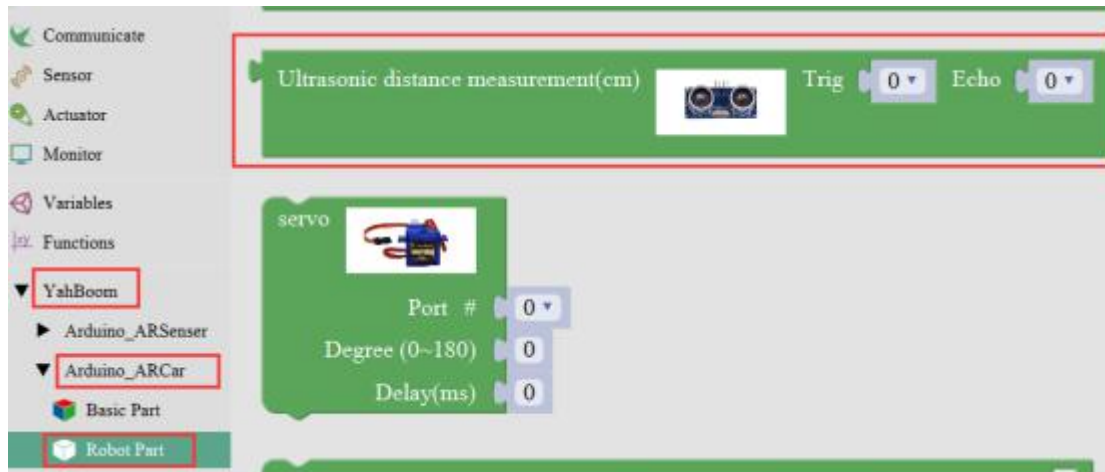 Communicate
Sensor
Actuator
Monitor
Variables
Functions
YahBoom
Arduino_ARSenser
Arduino_ARCar
Basic Part
Robot Part
Ultrasonic distance measurement(cm) Trig 0 Echo 0
servo
Port # 0
Degree (0~180) 0
Delay(ms) 0